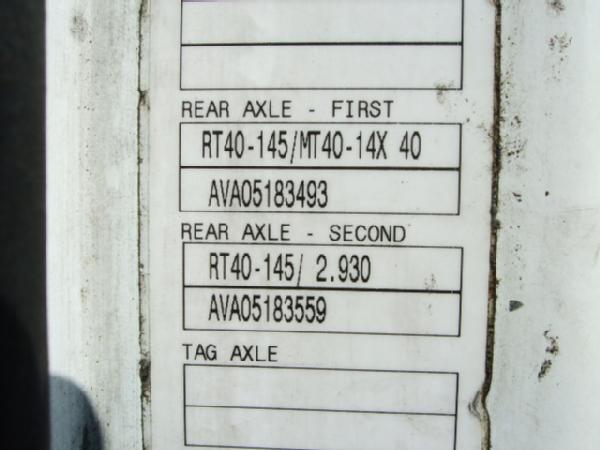 REAR AXLE - FIRST
RT40-145/MT40-14X 40
AVA05183493
REAR AXLE - SECOND
RT40-145/ 2.930
AVA05183559
TAG AXLE